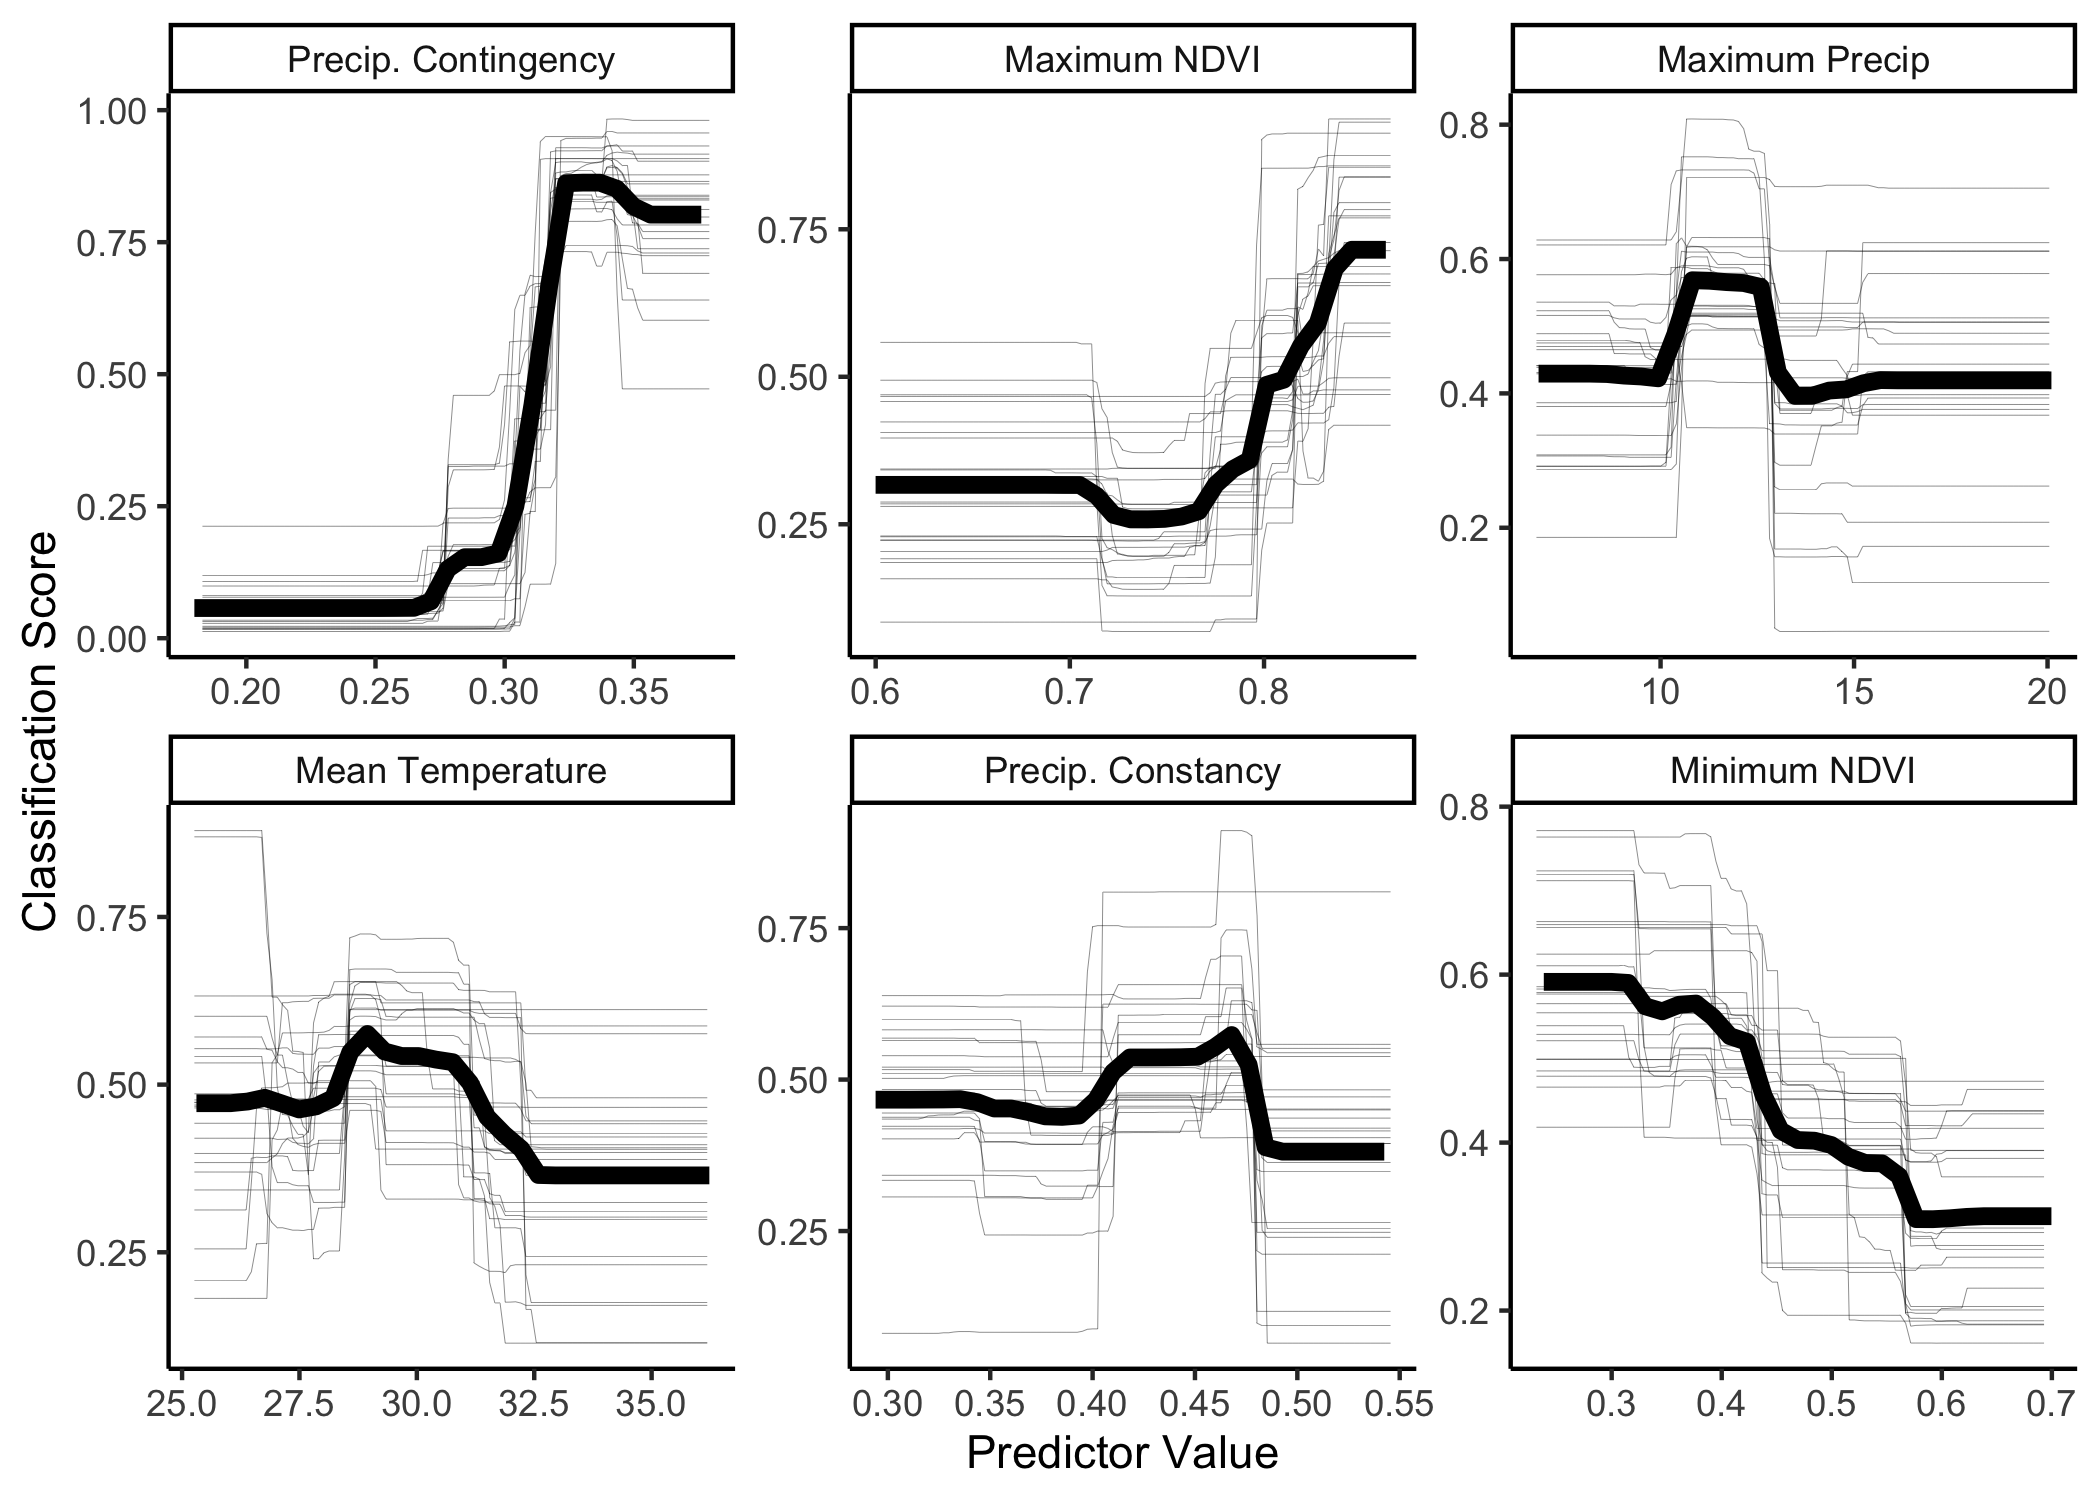 Precip. Contingency
Maximum NDVI
Maximum Precip
1.00
0.75
0.50
0.25
0.00
0.20 0.25 0.30 0.35
0.75
0.50
0.25
0.6 0.7 0.8
0.8
0.6
0.4
0.2
10 15 20
Classification Score
Mean Temperature
Precip. Constancy
Minimum NDVI
0.75
0.50
0.25
25.0 27.5 30.0 32.5 35.0
0.75
0.50
0.25
0.30 0.35 0.40 0.45 0.50 0.55
0.8
0.6
0.4
0.2
0.3 0.4 0.5 0.6 0.7
Predictor Value